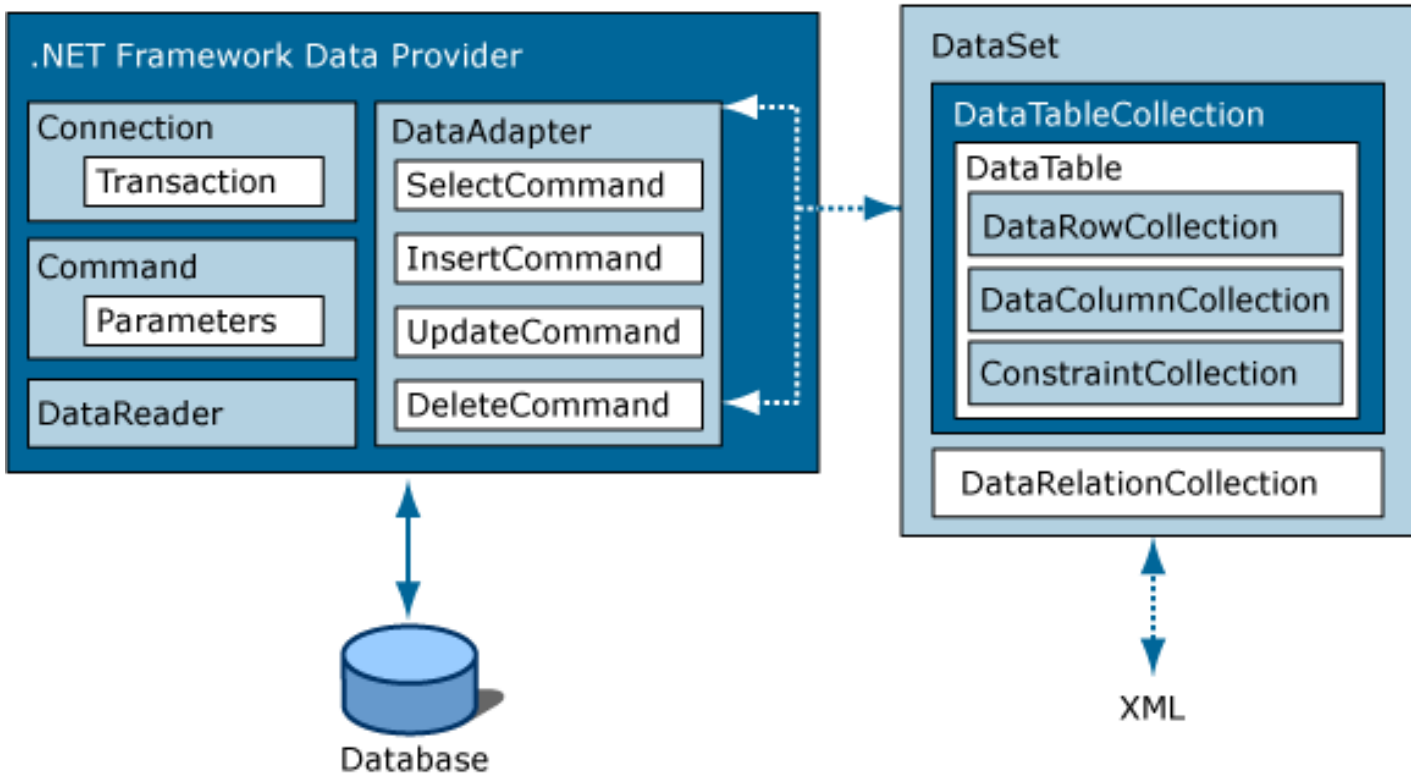 .NET Framework Data Provider
Connection
Transaction
Command
Parameters
DataReader
DataAdapter
SelectCommand
InsertCommand
UpdateCommand
DeleteCommand
Database
DataSet
DataTableCollection
DataTable
DataRowCollection
DataColumnCollection
ConstraintCollection
DataRelationCollection
XML